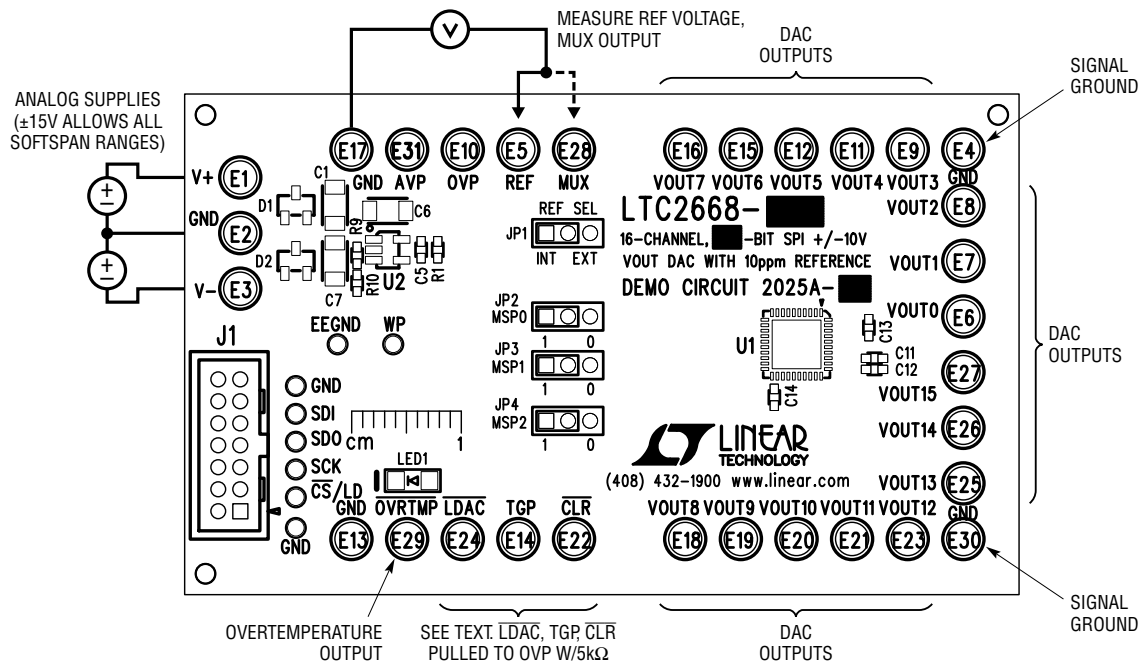 MEASURE REF VOLTAGE,
MUX OUTPUT
DAC
OUTPUTS
SIGNAL
GROUND
ANALOG SUPPLIES
(±15V ALLOWS ALL
SOFTSPAN RANGES)
V
E17 E31 E10 E5 E28 E16 E15 E12 E11 E9 E4
GND AVP OVP REF MUX VOUT7 VOUT6 VOUT5 VOUT4 VOUT3 GND
V+ E1
GND E2
V- E3
D1 C1 C6 R9
D2 C7 R10 U2 C5 R1
REF SEL
JP1
INT EXT
LTC2668-
16-CHANNEL, -BIT SPI +/-10V
VOUT DAC WITH 10ppm REFERENCE
DEMO CIRCUIT 2025A-
VOUT2 E8
VOUT1 E7
VOUT0 E6
E27
VOUT15
VOUT14 E26
VOUT13 E25
GND
DAC
OUTPUTS
EEGND WP
JP2
MSP0
1 0
JP3
MSP1
1 0
JP4
MSP2
1 0
U1 C13
C11
C12
C14
J1
GND
SDI
SDO
SCK
C̅S̅/LD
GND
cm 1
LED1
LINEAR
TECHNOLOGY
(408) 432-1900 www.linear.com
GND O̅V̅R̅T̅M̅P̅ L̅D̅A̅C̅ TGP C̅L̅R̅ VOUT8 VOUT9 VOUT10 VOUT11 VOUT12
E13 E29 E24 E14 E22 E18 E19 E20 E21 E23 E30
OVERTEMPERATURE
OUTPUT
SEE TEXT. L̅D̅A̅C̅, TGP, C̅L̅R̅
PULLED TO OVP W/5kΩ
DAC
OUTPUTS
SIGNAL
GROUND